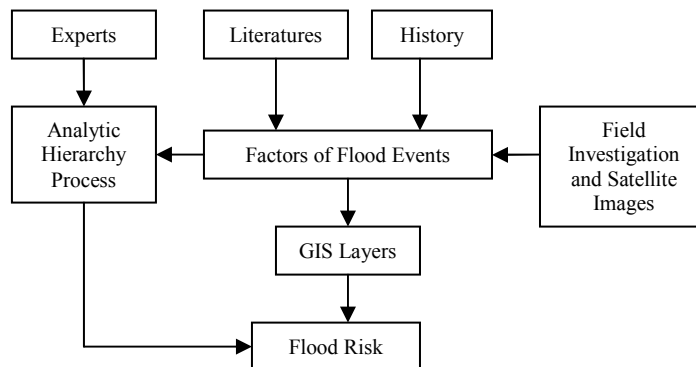 Experts
Literatures
History
Analytic
Hierarchy
Process
Factors of Flood Events
Field
Investigation
and Satellite
Images
GIS Layers
Flood Risk